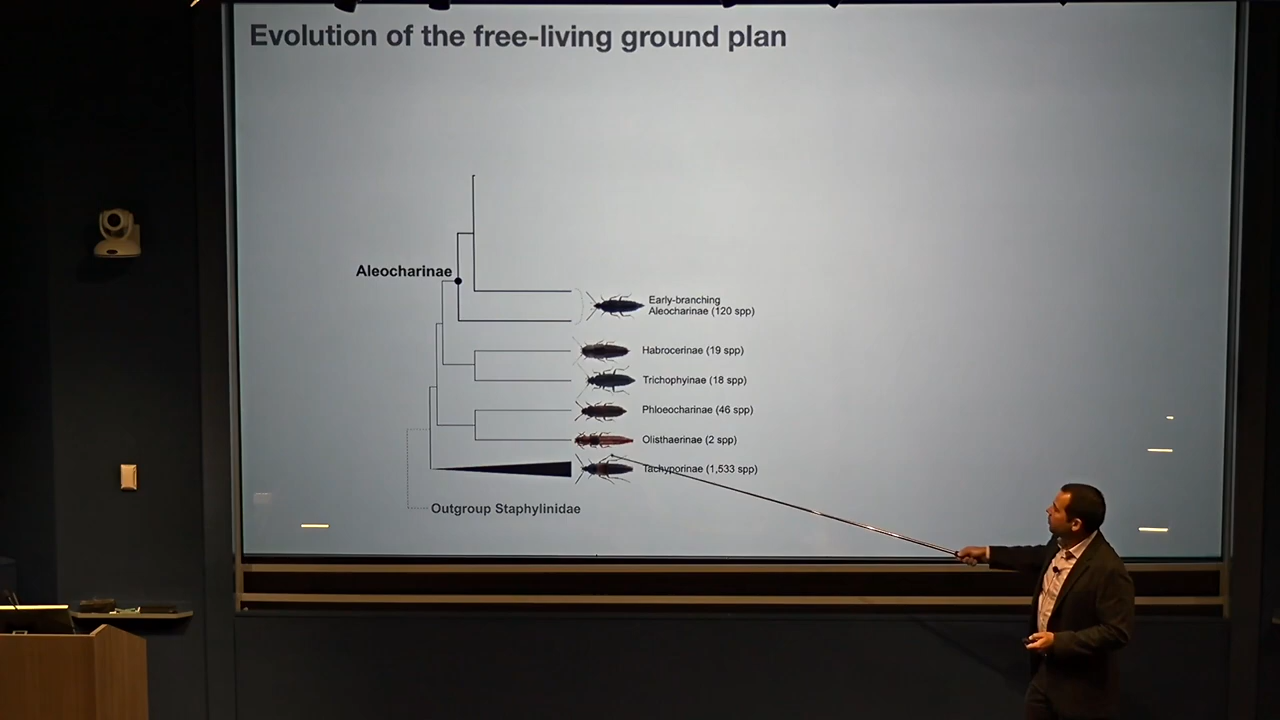 Evolution of the free-living ground plan
Aleocharinae
Early-branching
Aleocharinae (120 spp)
Habrocerinae (19 spp)
Trichophyinae (18 spp)
Phloeocharinae (46 spp)
Olisthaerinae (2 spp)
Tachyporinae (1,533 spp)
Outgroup Staphylinidae